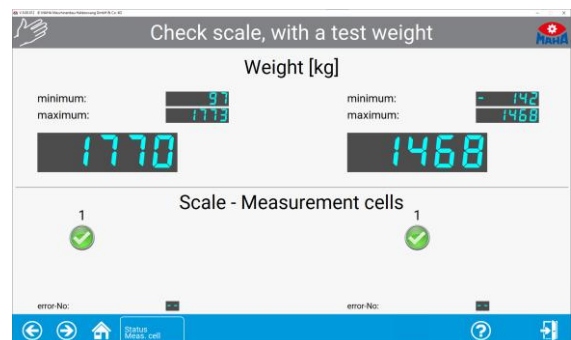 Check scale, with a test weight
MAHA
Weight [kg]
minimum: 97
maximum: 1773
1770
minimum: - 142
maximum: 1468
1468
Scale - Measurement cells
1
1
error-No: --
error-No: --
Status
Meas. cell
?